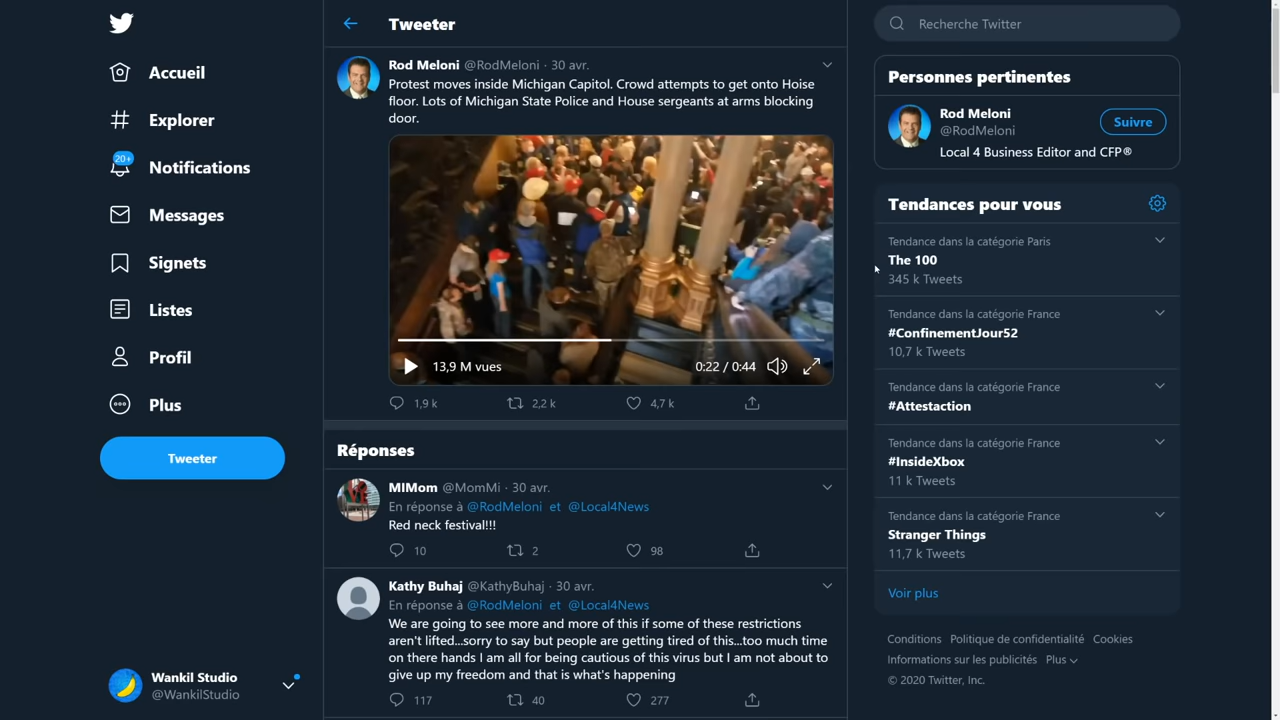 Accueil
Explorer
20+
Notifications
Messages
Signets
Listes
Profil
Plus
Tweeter
Wankil Studio
@WankilStudio
Tweeter
Rod Meloni @RodMeloni · 30 avr.
Protest moves inside Michigan Capitol. Crowd attempts to get onto Hoise
floor. Lots of Michigan State Police and House sergeants at arms blocking
door.
13,9 M vues
0:22 / 0:44
1,9 k 2,2 k 4,7 k
Réponses
MIMom @MomMi · 30 avr.
En réponse à @RodMeloni et @Local4News
Red neck festival!!!
10 2 98
Kathy Buhaj @KathyBuhaj · 30 avr.
En réponse à @RodMeloni et @Local4News
We are going to see more and more of this if some of these restrictions
aren't lifted...sorry to say but people are getting tired of this...too much time
on there hands I am all for being cautious of this virus but I am not about to
give up my freedom and that is what's happening
117 40 277
Recherche Twitter
Personnes pertinentes
Rod Meloni
@RodMeloni
Suivre
Local 4 Business Editor and CFP®
Tendances pour vous
Tendance dans la catégorie Paris
The 100
345 k Tweets
Tendance dans la catégorie France
#ConfinementJour52
10,7 k Tweets
Tendance dans la catégorie France
#Attestaction
Tendance dans la catégorie France
#InsideXbox
11 k Tweets
Tendance dans la catégorie France
Stranger Things
11,7 k Tweets
Voir plus
Conditions Politique de confidentialité Cookies
Informations sur les publicités Plus
© 2020 Twitter, Inc.